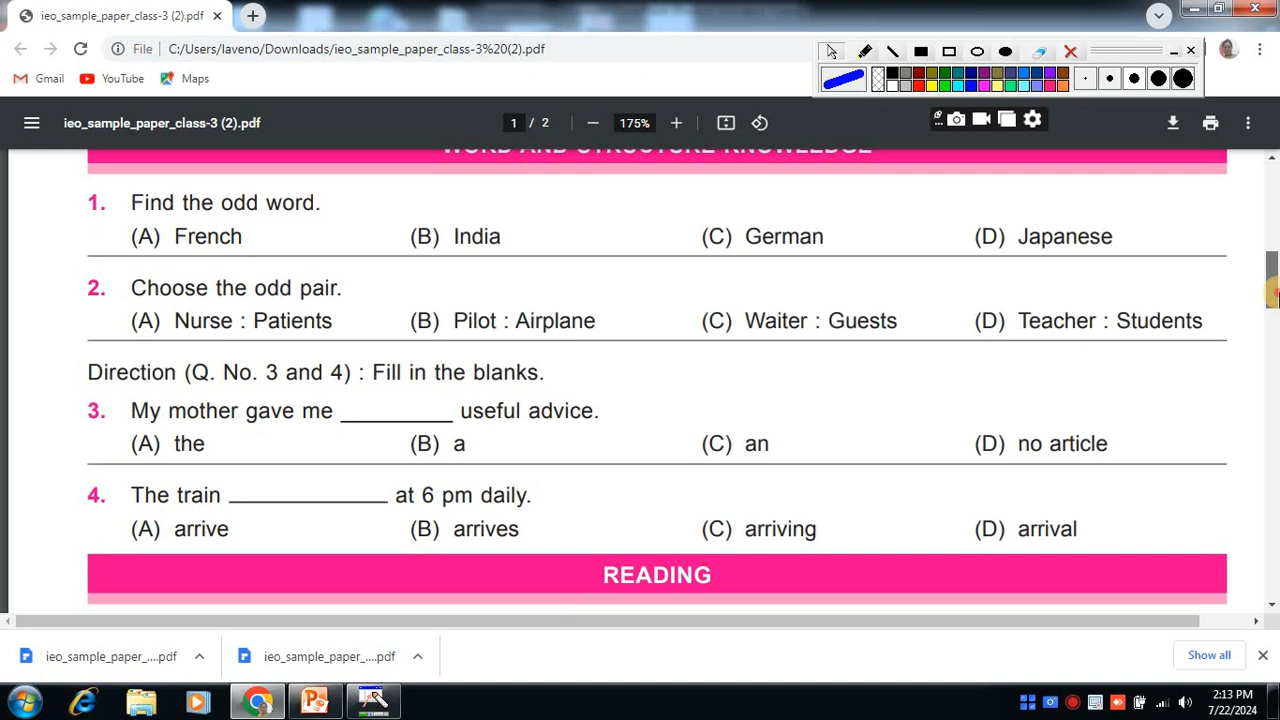 ieo_sample_paper_class-3 (2).pdf
File C:/Users/laveno/Downloads/ieo_sample_paper_class-3%20(2).pdf
Gmail YouTube Maps
ieo_sample_paper_class-3 (2).pdf 1 / 2 175%
WORD AND STRUCTURE KNOWLEDGE
1. Find the odd word.
(A) French (B) India (C) German (D) Japanese
2. Choose the odd pair.
(A) Nurse : Patients (B) Pilot : Airplane (C) Waiter : Guests (D) Teacher : Students
Direction (Q. No. 3 and 4) : Fill in the blanks.
3. My mother gave me __________ useful advice.
(A) the (B) a (C) an (D) no article
4. The train ______________ at 6 pm daily.
(A) arrive (B) arrives (C) arriving (D) arrival
READING
ieo_sample_paper_....pdf ieo_sample_paper_....pdf Show all
2:13 PM
7/22/2024